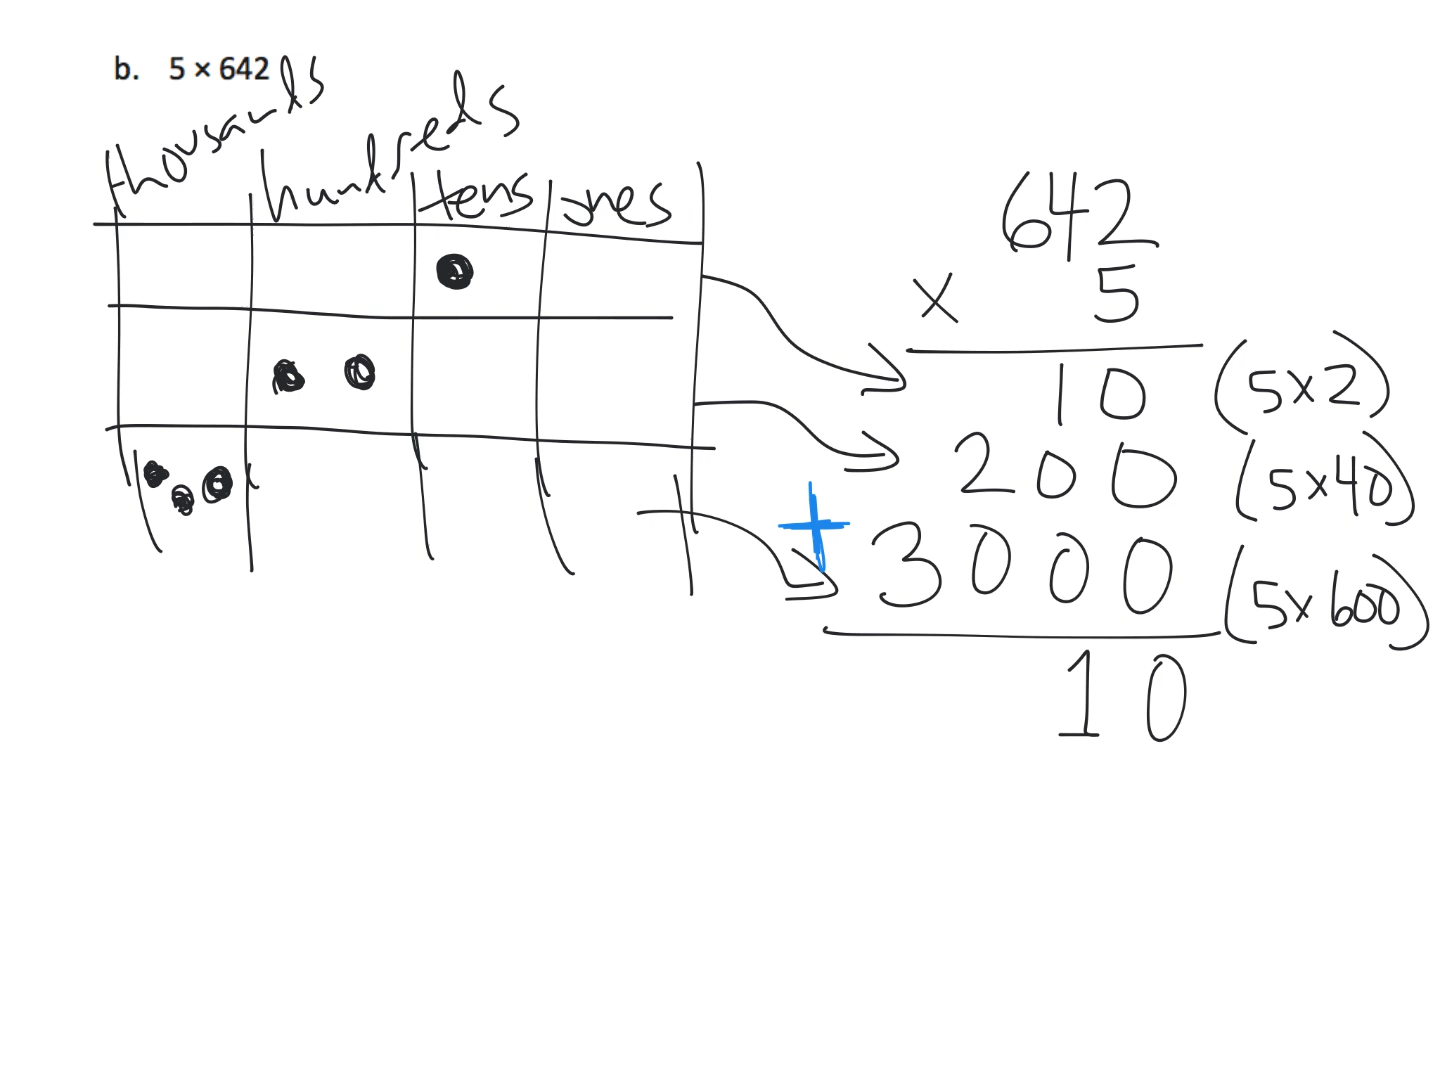 b. 5 × 642
thousands hundreds tens ones
642
x 5
10 (5x2)
200 (5x40)
+ 3000 (5x600)
10